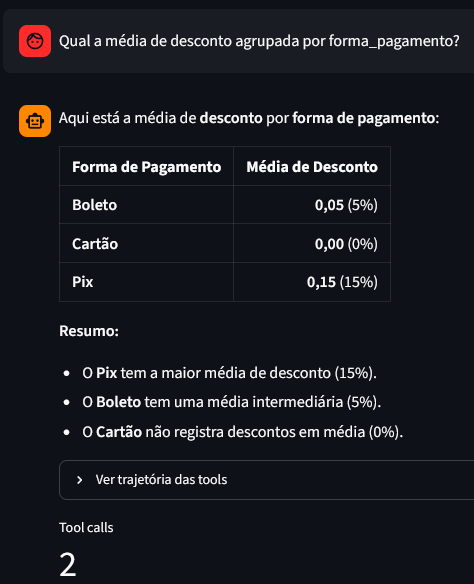 Qual a média de desconto agrupada por forma_pagamento?
Aqui está a média de desconto por forma de pagamento:
Forma de Pagamento Média de Desconto
Boleto 0,05 (5%)
Cartão 0,00 (0%)
Pix 0,15 (15%)
Resumo:
• O Pix tem a maior média de desconto (15%).
• O Boleto tem uma média intermediária (5%).
• O Cartão não registra descontos em média (0%).
Ver trajetória das tools
Tool calls
2